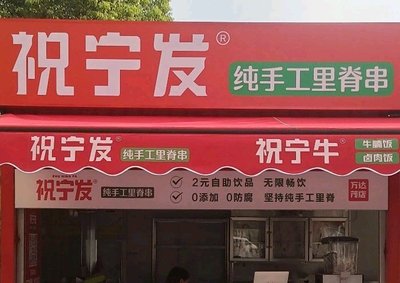 祝宁发® 纯手工里脊串
祝宁发 纯手工里脊串 祝宁牛 牛腩饭 卤肉饭
祝宁发 纯手工里脊串 2元自助饮品 无限畅饮 万达茂店
0添加 0防腐 坚持纯手工里脊